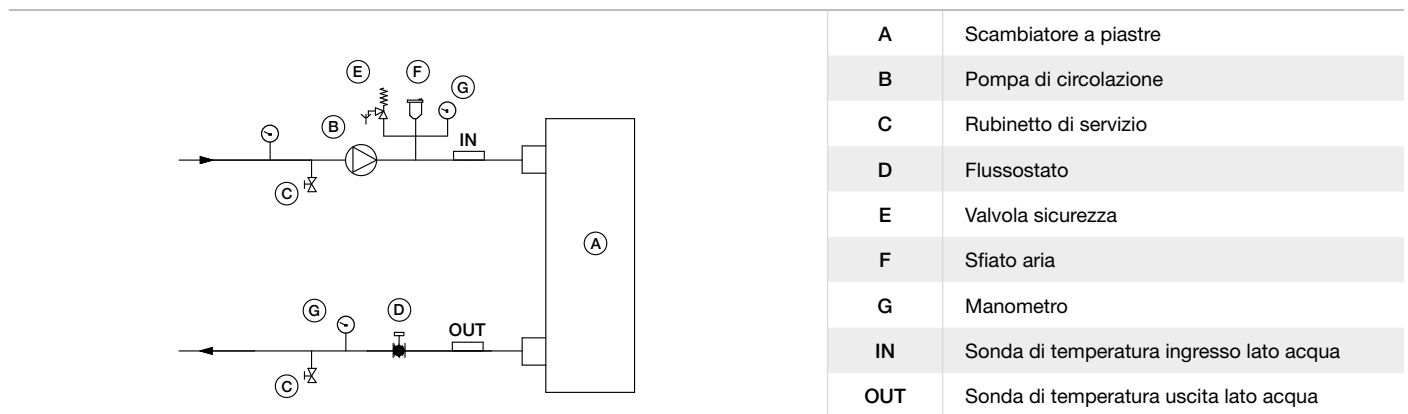 E
F
G
B
IN
C
A
G
D
OUT
C
A Scambiatore a piastre
B Pompa di circolazione
C Rubinetto di servizio
D Flussostato
E Valvola sicurezza
F Sfiato aria
G Manometro
IN Sonda di temperatura ingresso lato acqua
OUT Sonda di temperatura uscita lato acqua